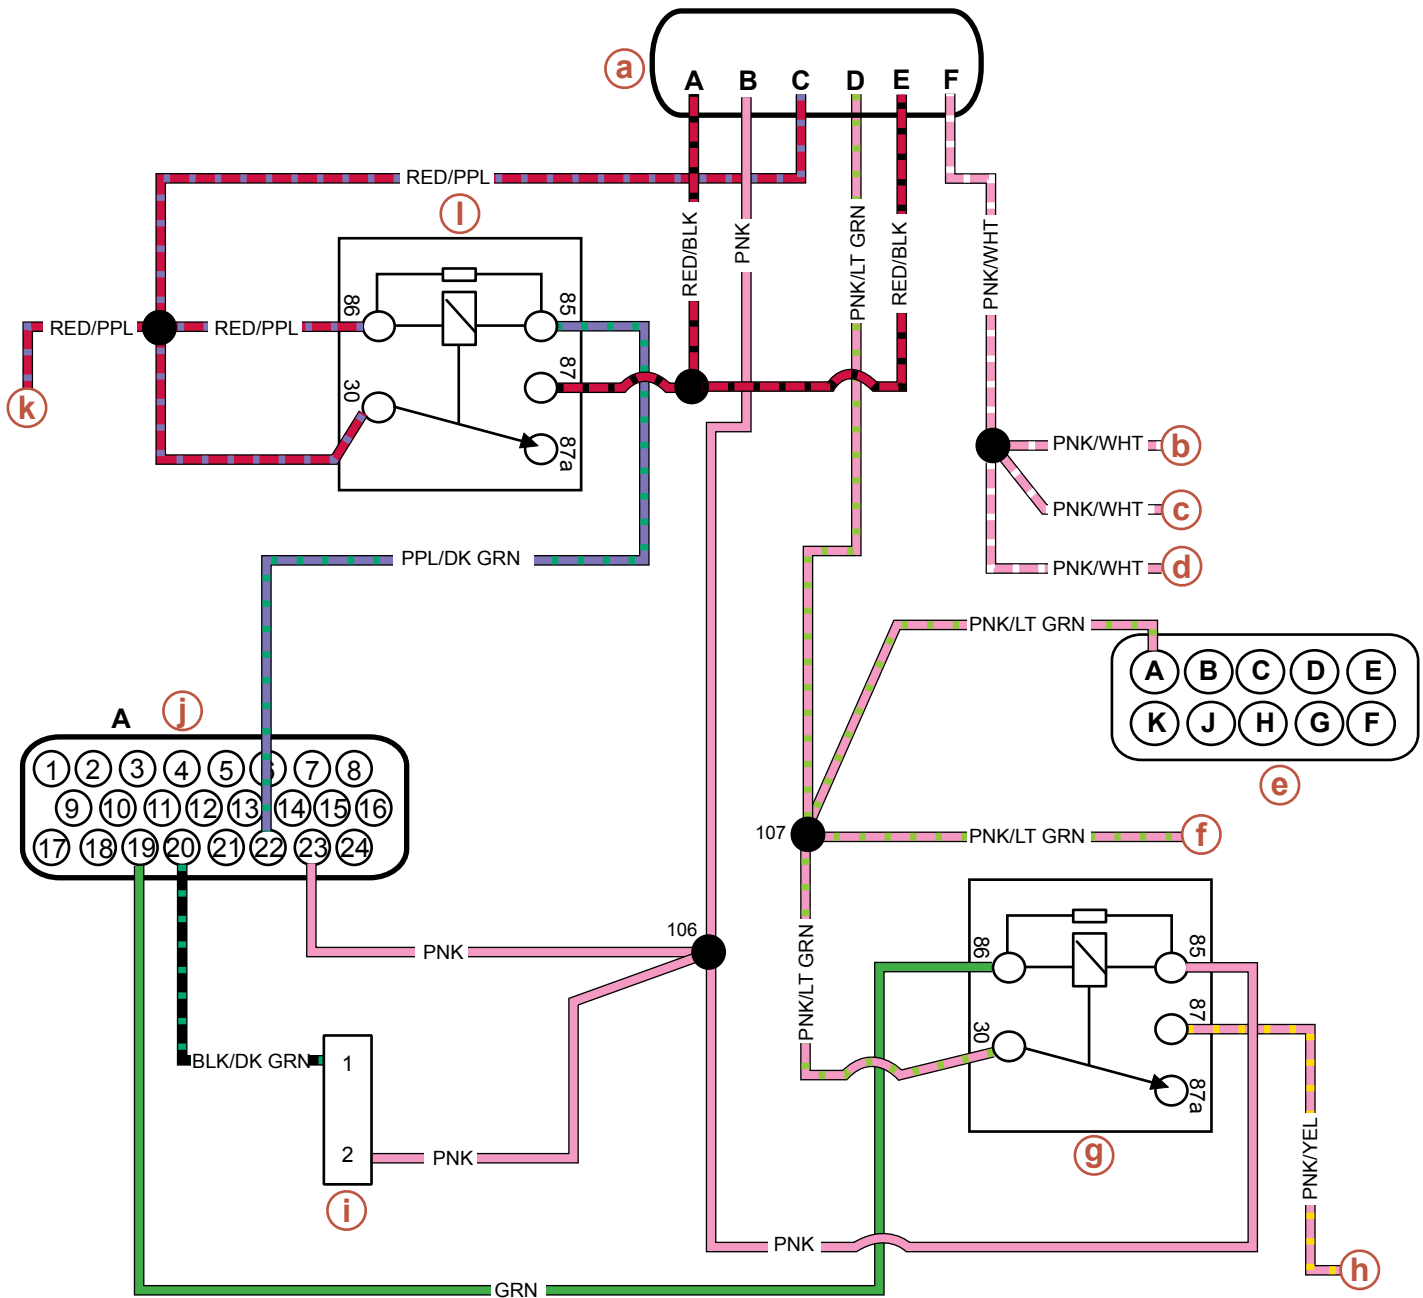 a
A B C D E F
RED/PPL
l
RED/BLK
PNK
PNK/LT GRN
RED/BLK
PNK/WHT
86
85
RED/PPL
RED/PPL
30
87
87a
k
PNK/WHT
b
PNK/WHT
c
PNK/WHT
d
PPL/DK GRN
PNK/LT GRN
A B C D E
K J H G F
e
A
j
1 2 3 4 5 6 7 8
9 10 11 12 13 14 15 16
17 18 19 20 21 22 23 24
107
PNK/LT GRN
f
106
PNK
PNK/LT GRN
86
85
30
87
87a
g
BLK/DK GRN
1
2
PNK
i
PNK/YEL
PNK
h
GRN